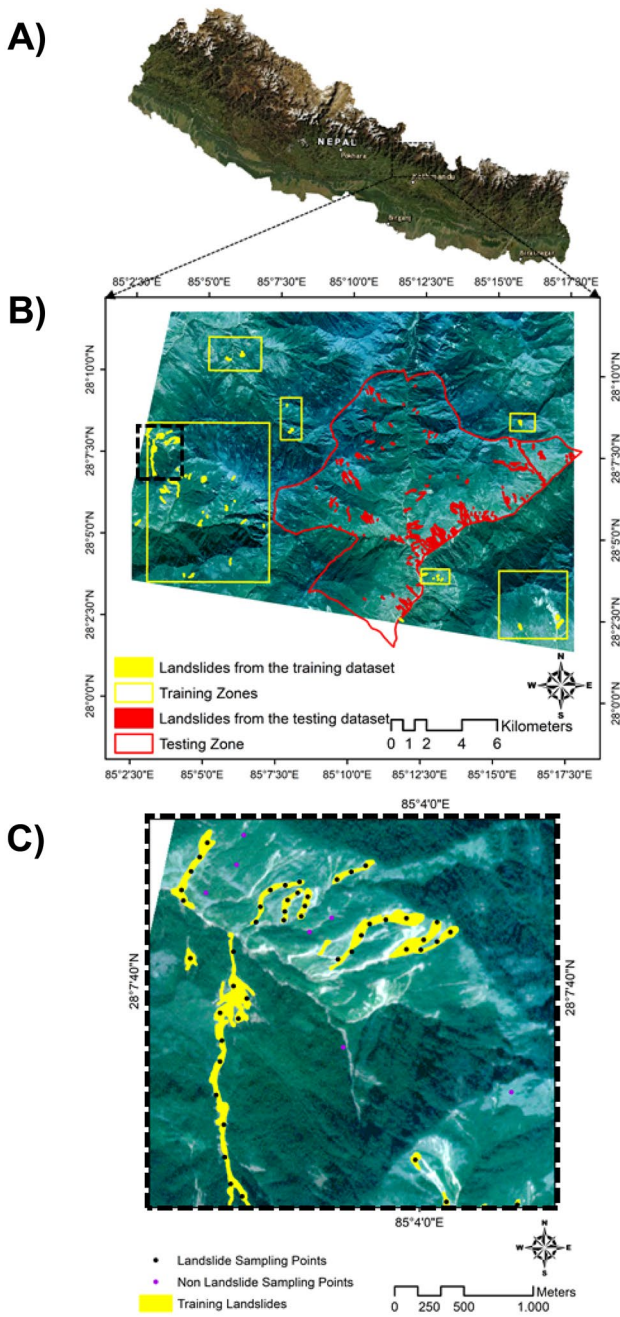 A)
NEPAL
Pokhara
Kathmandu
Birganj
Biratnagar
85°2'30"E 85°5'0"E 85°7'30"E 85°10'0"E 85°12'30"E 85°15'0"E 85°17'30"E
B)
28°10'0"N 28°10'0"N
28°7'30"N 28°7'30"N
28°5'0"N 28°5'0"N
28°2'30"N 28°2'30"N
28°0'0"N 28°0'0"N
Landslides from the training dataset
Training Zones
Landslides from the testing dataset
Testing Zone
N
W E
S
Kilometers
0 1 2 4 6
85°2'30"E 85°5'0"E 85°7'30"E 85°10'0"E 85°12'30"E 85°15'0"E 85°17'30"E
85°4'0"E
C)
28°7'40"N 28°7'40"N
85°4'0"E
N
W E
S
Landslide Sampling Points
Non Landslide Sampling Points
Training Landslides
Meters
0 250 500 1.000